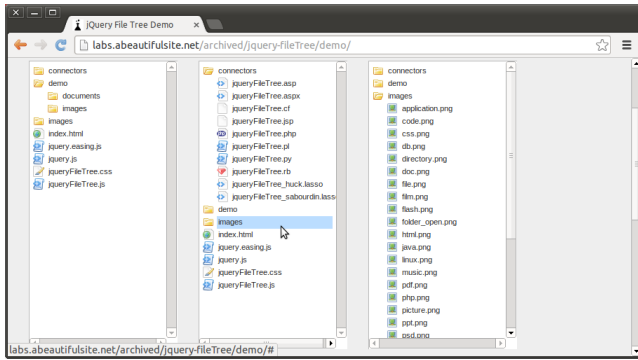 jQuery File Tree Demo
labs.abeautifulsite.net/archived/jquery-fileTree/demo/
connectors
demo
documents
images
images
index.html
jquery.easing.js
jquery.js
jqueryFileTree.css
jqueryFileTree.js
connectors
jqueryFileTree.asp
jqueryFileTree.aspx
jqueryFileTree.cf
jqueryFileTree.jsp
jqueryFileTree.php
jqueryFileTree.pl
jqueryFileTree.py
jqueryFileTree.rb
jqueryFileTree_huck.lasso
jqueryFileTree_sabourdin.lass
demo
images
index.html
jquery.easing.js
jquery.js
jqueryFileTree.css
jqueryFileTree.js
connectors
demo
images
application.png
code.png
css.png
db.png
directory.png
doc.png
file.png
film.png
flash.png
folder_open.png
html.png
java.png
linux.png
music.png
pdf.png
php.png
picture.png
ppt.png
psd.png
labs.abeautifulsite.net/archived/jquery-fileTree/demo/#